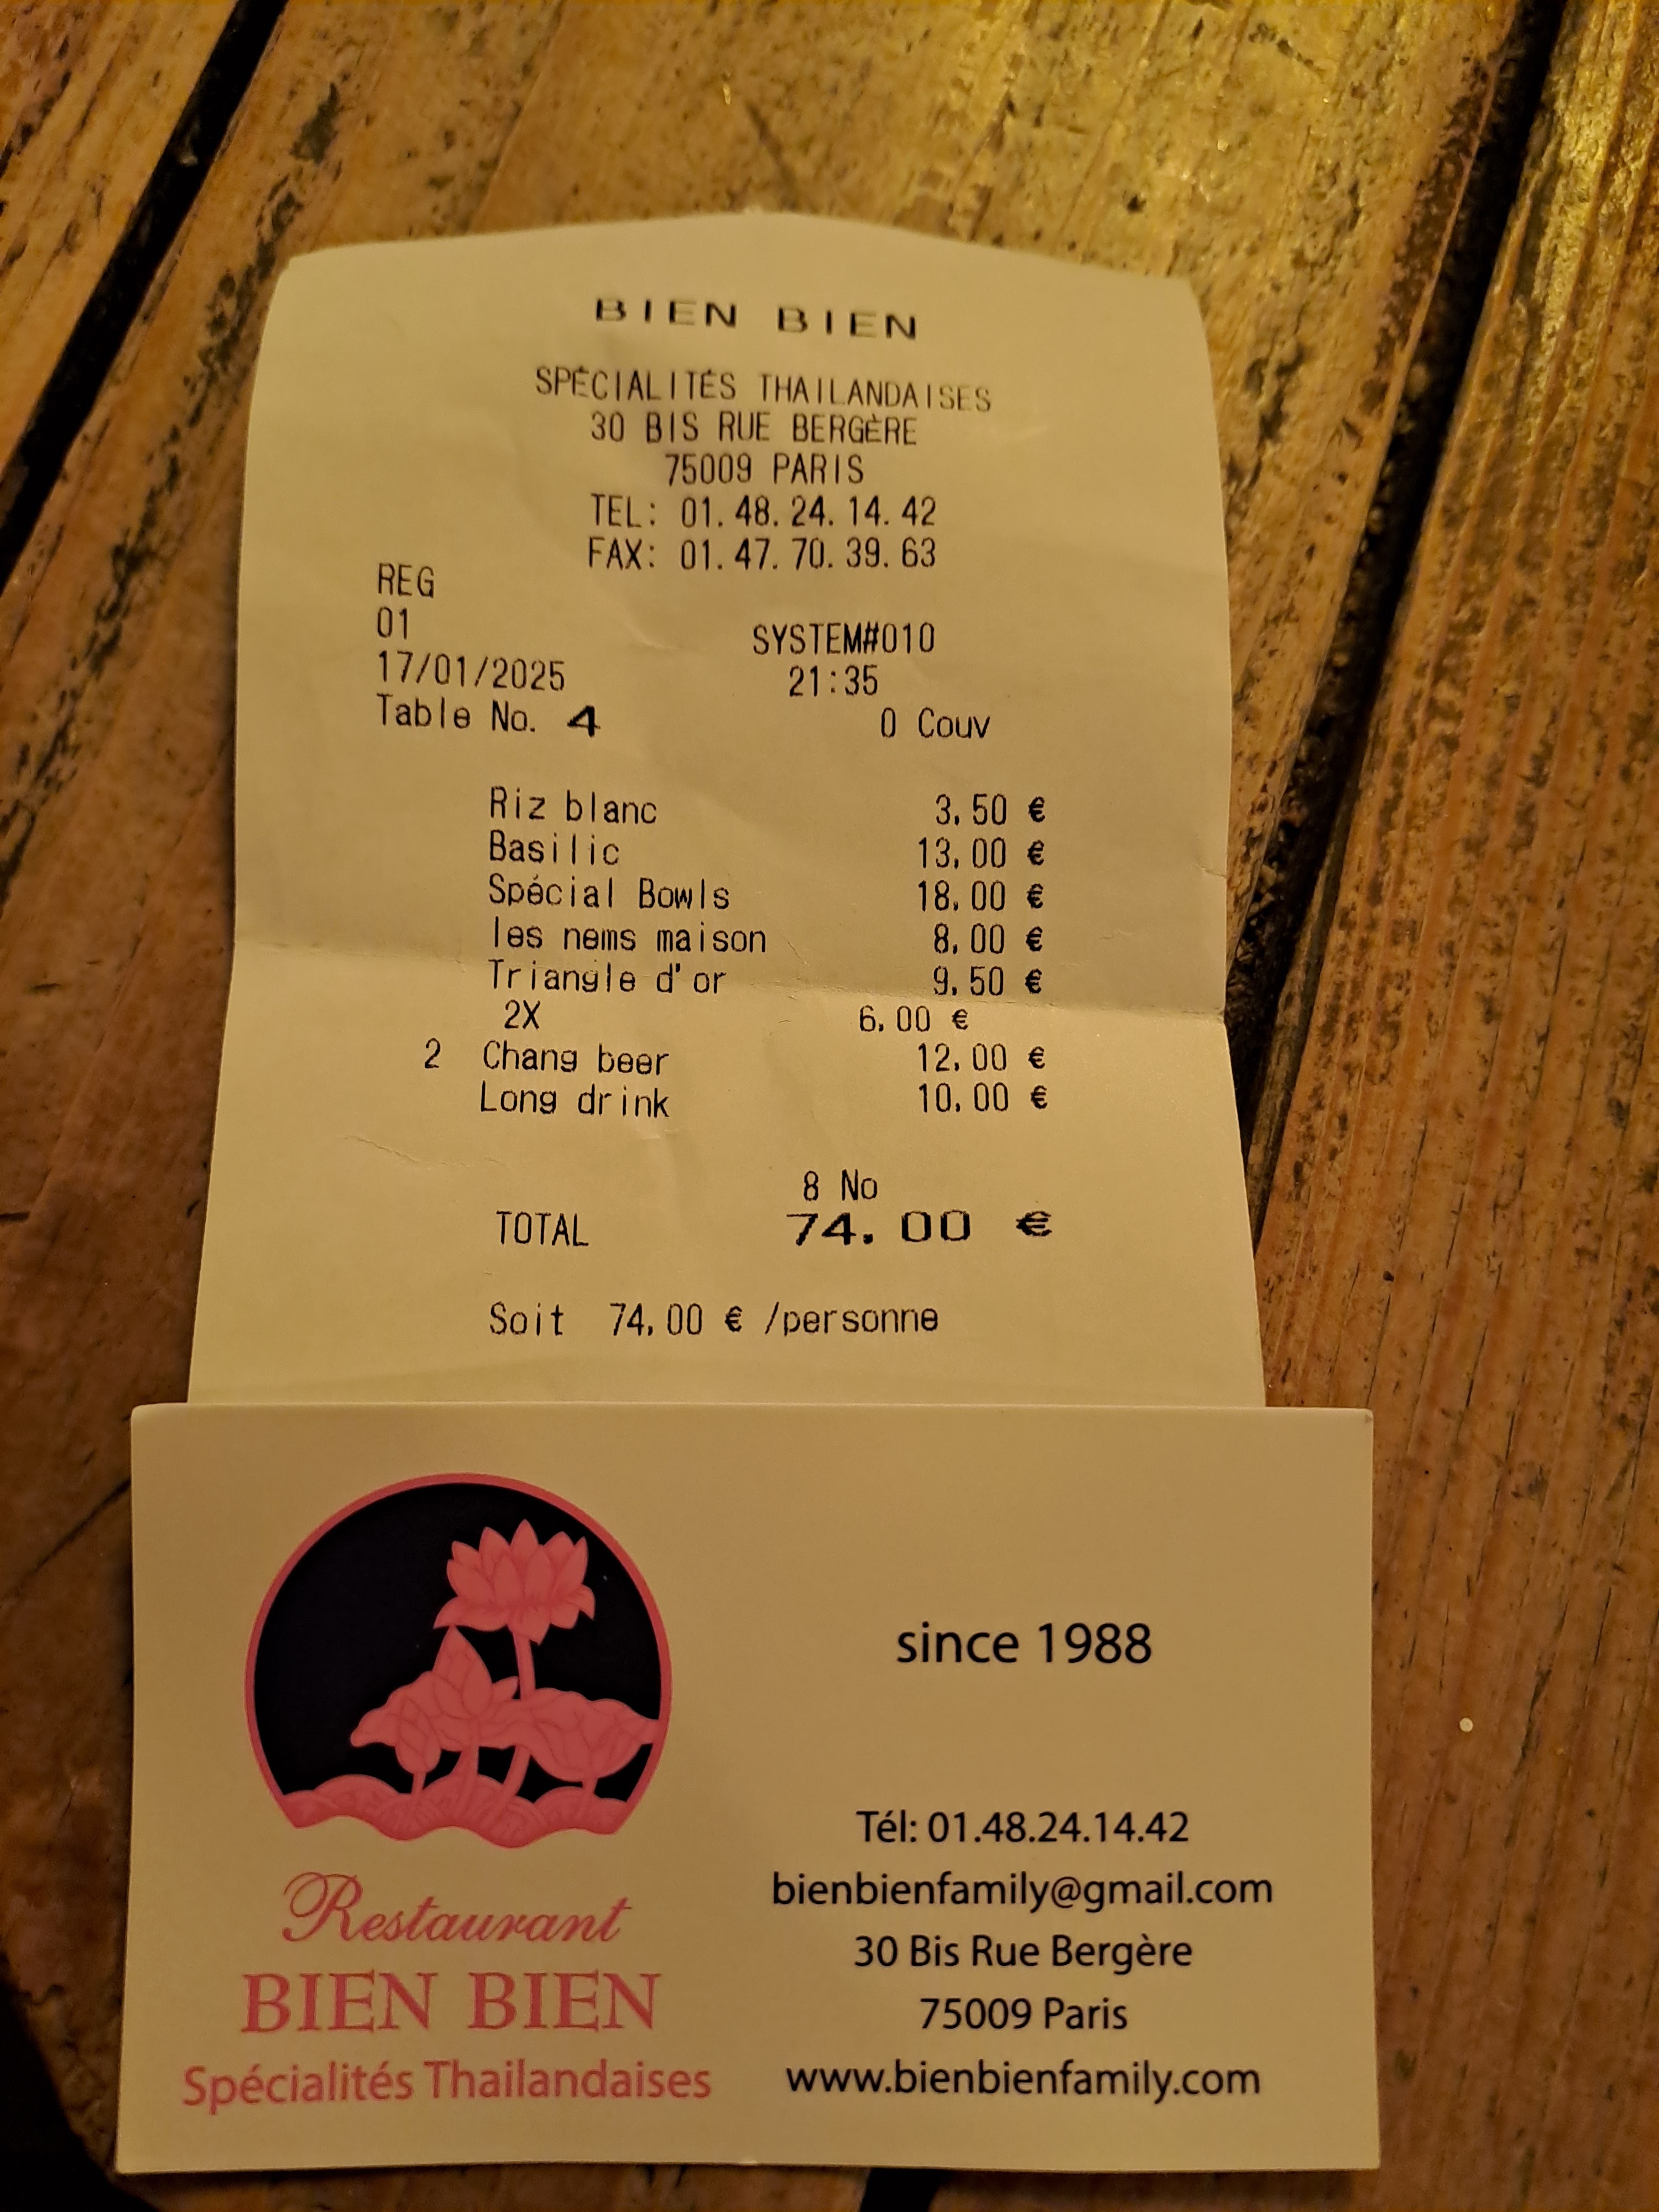 BIEN BIEN
SPÉCIALITÉS THAILANDAISES
30 BIS RUE BERGÈRE
75009 PARIS
TEL: 01.48.24.14.42
FAX: 01.47.70.39.63
REG
01 SYSTEM#010
17/01/2025 21:35
Table No. 4 0 Couv
Riz blanc 3,50 €
Basilic 13,00 €
Spécial Bowls 18,00 €
les nems maison 8,00 €
Triangle d'or 9,50 €
2X 6,00 €
2 Chang beer 12,00 €
Long drink 10,00 €
8 No
TOTAL 74.00 €
Soit 74,00 € /personne
since 1988
Tél: 01.48.24.14.42
bienbienfamily@gmail.com
30 Bis Rue Bergère
75009 Paris
www.bienbienfamily.com
Restaurant
BIEN BIEN
Spécialités Thailandaises